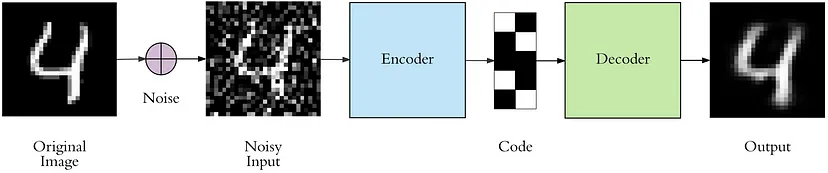 Encoder
Decoder
Noise
Original
Image
Noisy
Input
Code
Output